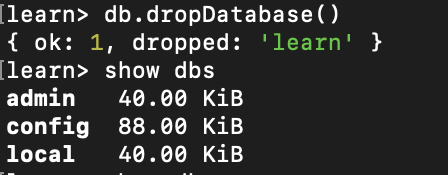 [learn> db.dropDatabase()
{ ok: 1, dropped: 'learn' }
[learn> show dbs
admin   40.00 KiB
config  88.00 KiB
local   40.00 KiB